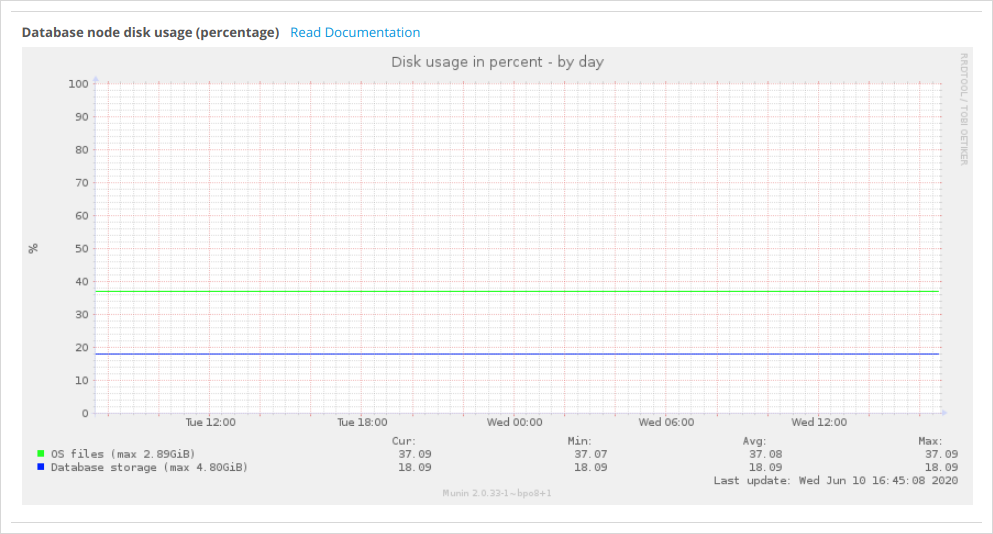 Database node disk usage (percentage) Read Documentation
Disk usage in percent - by day
RRDTOOL / TOBI OETIKER
%
100
90
80
70
60
50
40
30
20
10
0
Tue 12:00 Tue 18:00 Wed 00:00 Wed 06:00 Wed 12:00
Cur: Min: Avg: Max:
OS files (max 2.89GiB) 37.09 37.07 37.08 37.09
Database storage (max 4.80GiB) 18.09 18.09 18.09 18.09
Last update: Wed Jun 10 16:45:08 2020
Munin 2.0.33-1~bpo8+1